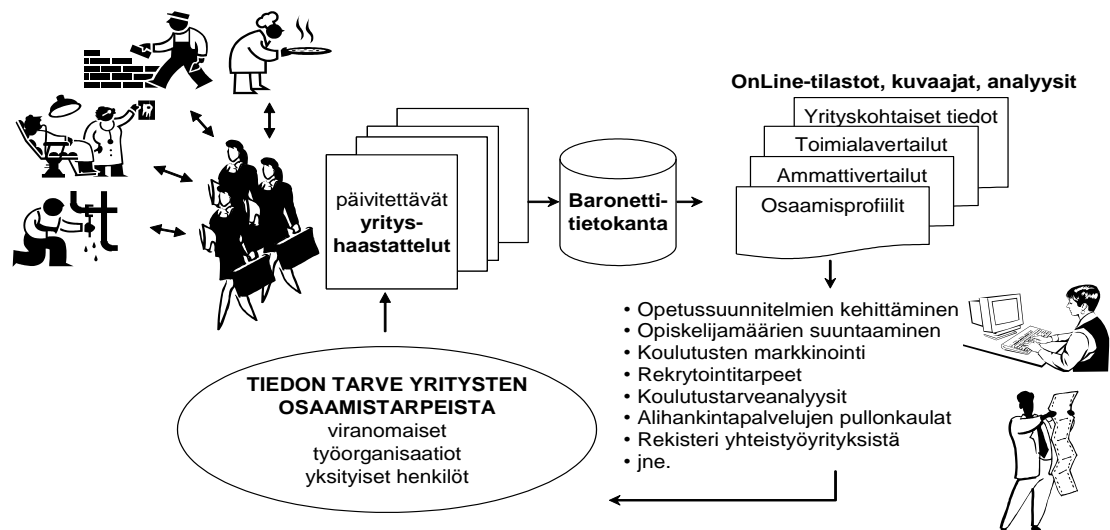 OnLine-tilastot, kuvaajat, analyysit
Yrityskohtaiset tiedot
Toimialavertailut
Ammattivertailut
Osaamisprofiilit
päivitettävät
yritys-
haastattelut
Baronetti-
tietokanta
• Opetussuunnitelmien kehittäminen
• Opiskelijamäärien suuntaaminen
• Koulutusten markkinointi
• Rekrytointitarpeet
• Koulutustarveanalyysit
• Alihankintapalvelujen pullonkaulat
• Rekisteri yhteistyöyrityksistä
• jne.
TIEDON TARVE YRITYSTEN
OSAAMISTARPEISTA
viranomaiset
työorganisaatiot
yksityiset henkilöt